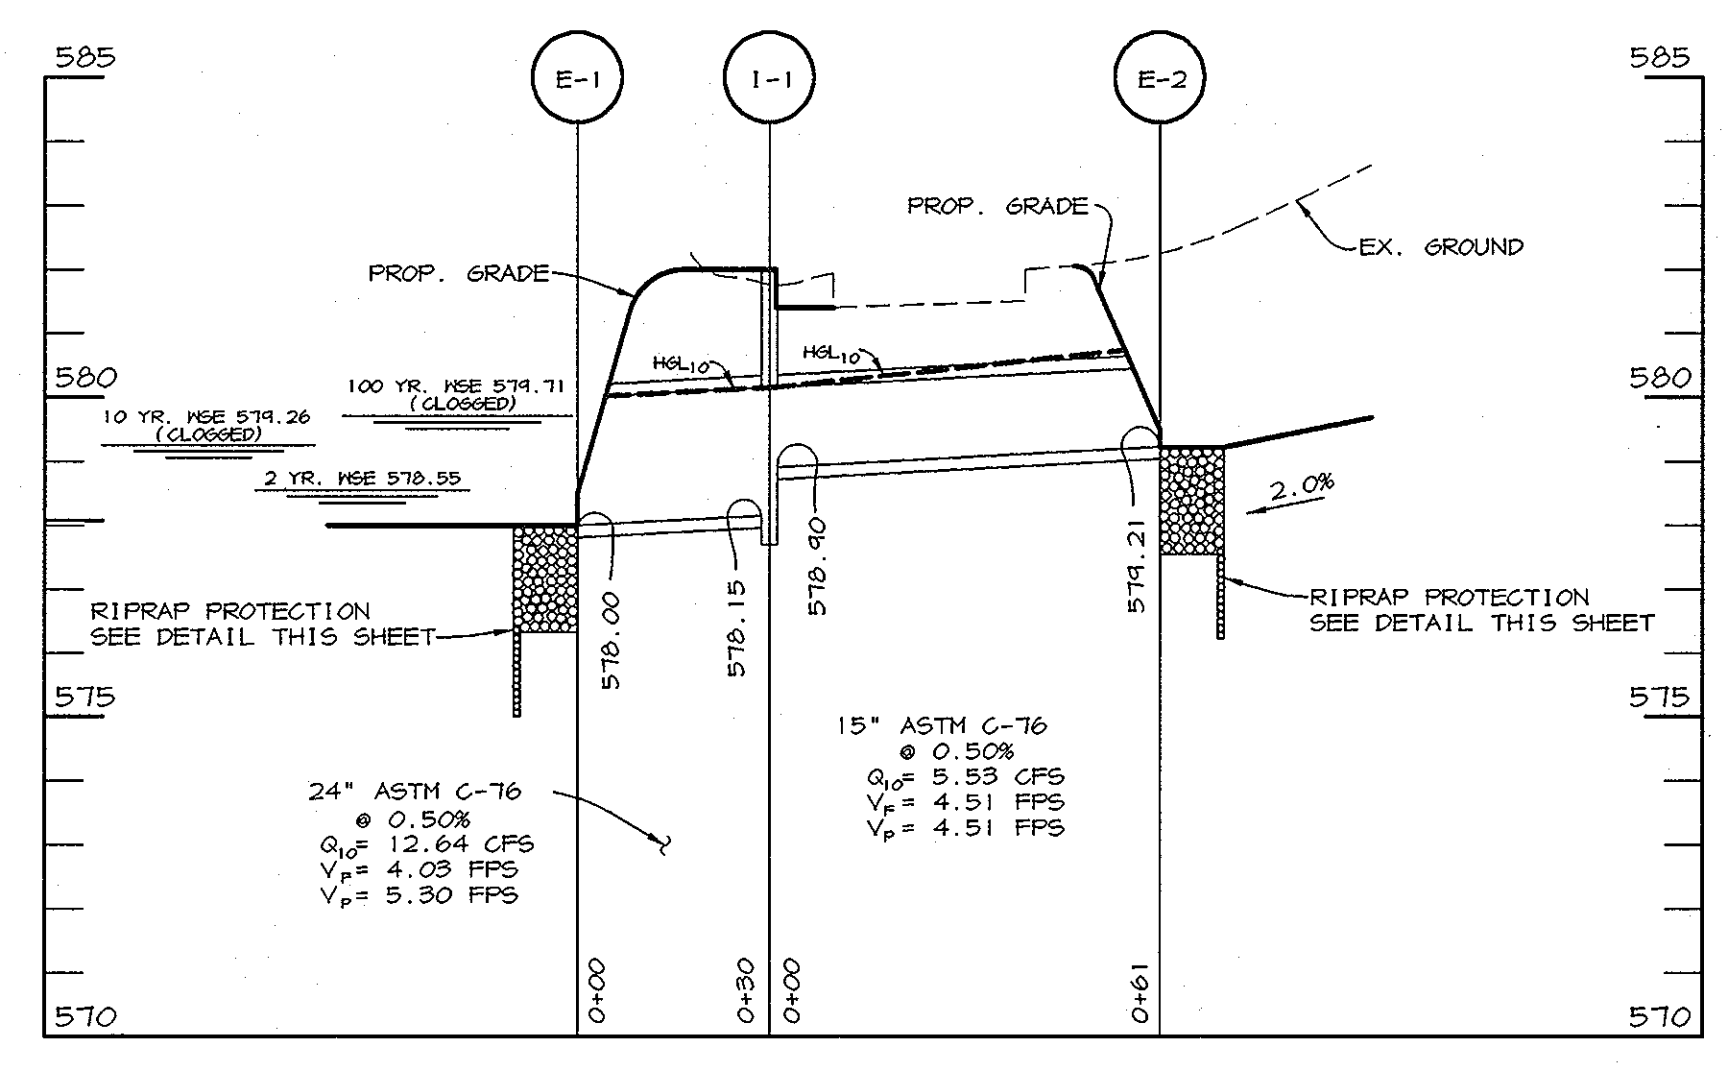 585
E-1
I-1
E-2
585
PROP. GRADE
EX. GROUND
PROP. GRADE
HGL10
HGL10
580
100 YR. WSE 579.71
(CLOGGED)
580
10 YR. WSE 579.26
(CLOGGED)
2 YR. WSE 578.55
2.0%
578.00
578.15
578.90
579.21
RIPRAP PROTECTION
SEE DETAIL THIS SHEET
RIPRAP PROTECTION
SEE DETAIL THIS SHEET
575
575
15" ASTM C-76
@ 0.50%
Q10= 5.53 CFS
VF= 4.51 FPS
VP= 4.51 FPS
24" ASTM C-76
@ 0.50%
Q10= 12.64 CFS
VF= 4.03 FPS
VP= 5.30 FPS
0+00
0+30
0+00
0+61
570
570